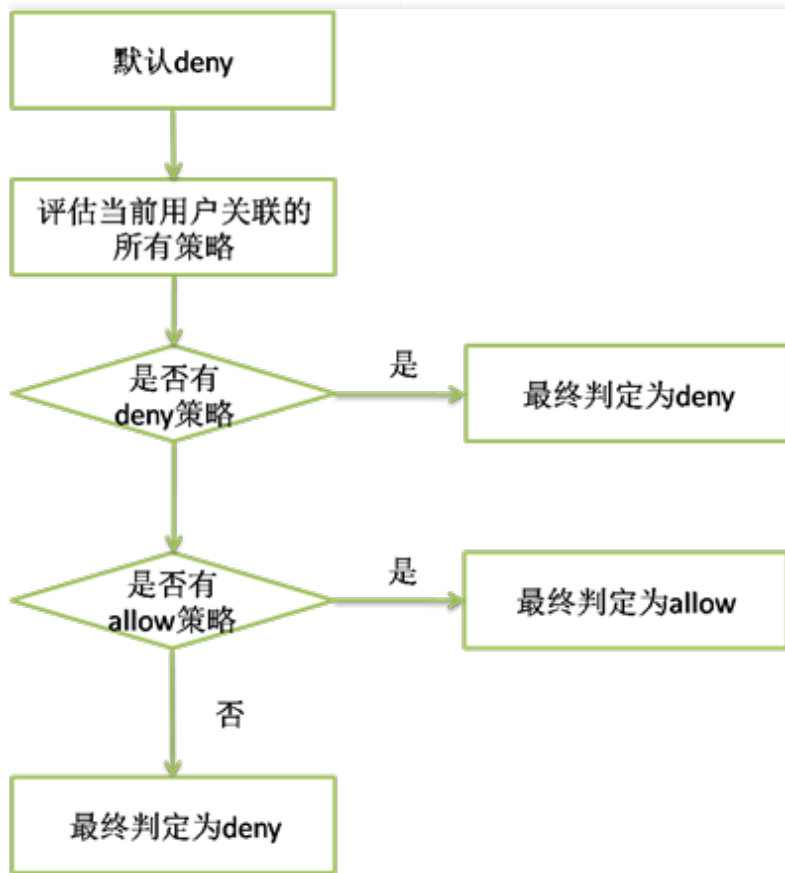 默认deny
评估当前用户关联的
所有策略
是否有
deny策略
是
最终判定为deny
是否有
allow策略
是
最终判定为allow
否
最终判定为deny